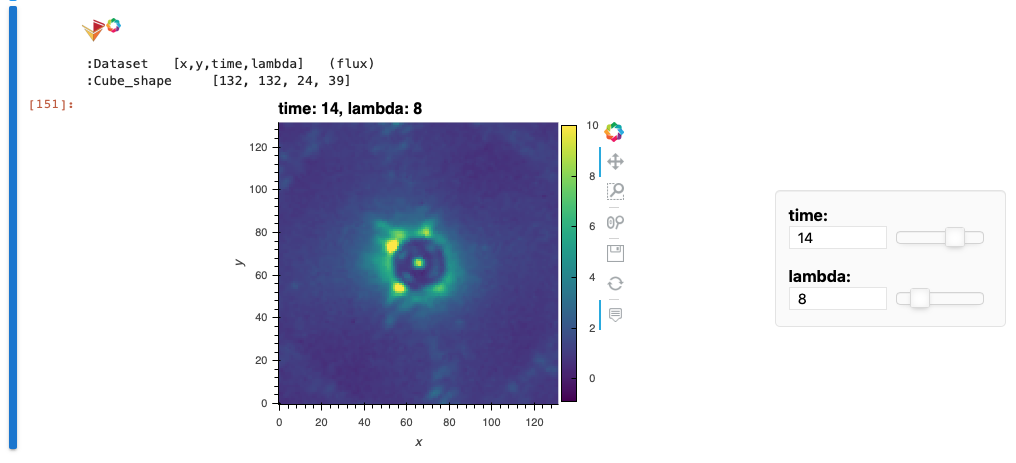 :Dataset   [x,y,time,lambda]   (flux)
:Cube_shape     [132, 132, 24, 39]
[151]:
time: 14, lambda: 8
120
100
80
60
40
20
0
y
0 20 40 60 80 100 120
x
10
8
6
4
2
0
time:
14
lambda:
8